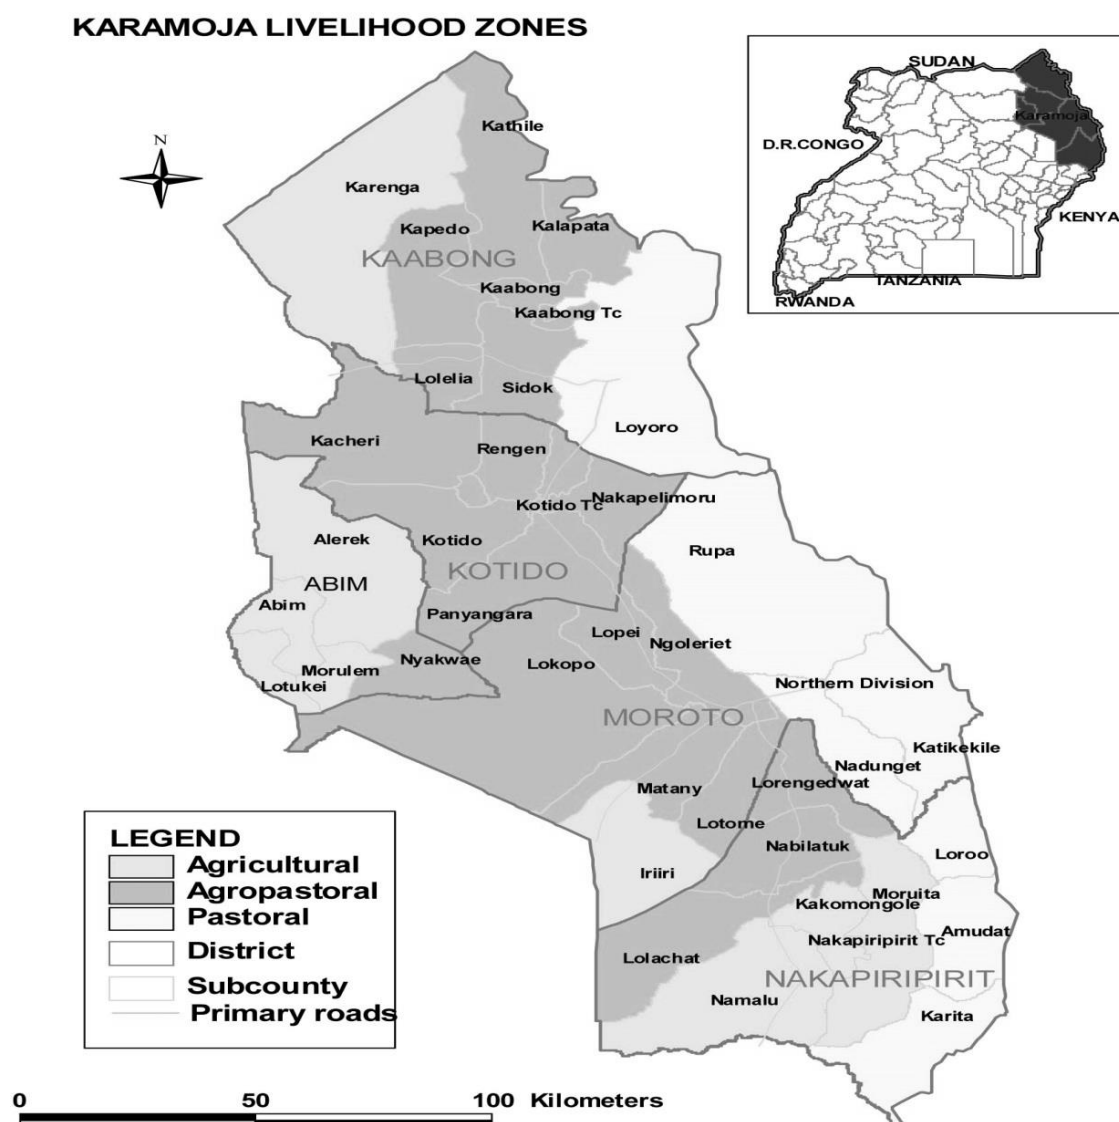 KARAMOJA LIVELIHOOD ZONES
SUDAN
Karamoja
D.R.CONGO
KENYA
TANZANIA
RWANDA
N
Kathile
Karenga
Kapedo
Kalapata
KAABONG
Kaabong
Kaabong Tc
Lolelia
Sidok
Loyoro
Kacheri
Rengen
Nakapelimoru
Kotido Tc
Alerek
Kotido
Rupa
KOTIDO
ABIM
Abim
Panyangara
Lopei
Ngoleriet
Nyakwae
Lokopo
Morulem
Lotukei
Northern Division
MOROTO
Katikekile
Nadunget
Matany
Lorengedwat
Lotome
Nabilatuk
Loroo
Iriiri
Moruita
Kakomongole
Amudat
Nakapiripirit Tc
Lolachat
NAKAPIRIPIRIT
Namalu
Karita
LEGEND
Agricultural
Agropastoral
Pastoral
District
Subcounty
Primary roads
0 50 100 Kilometers